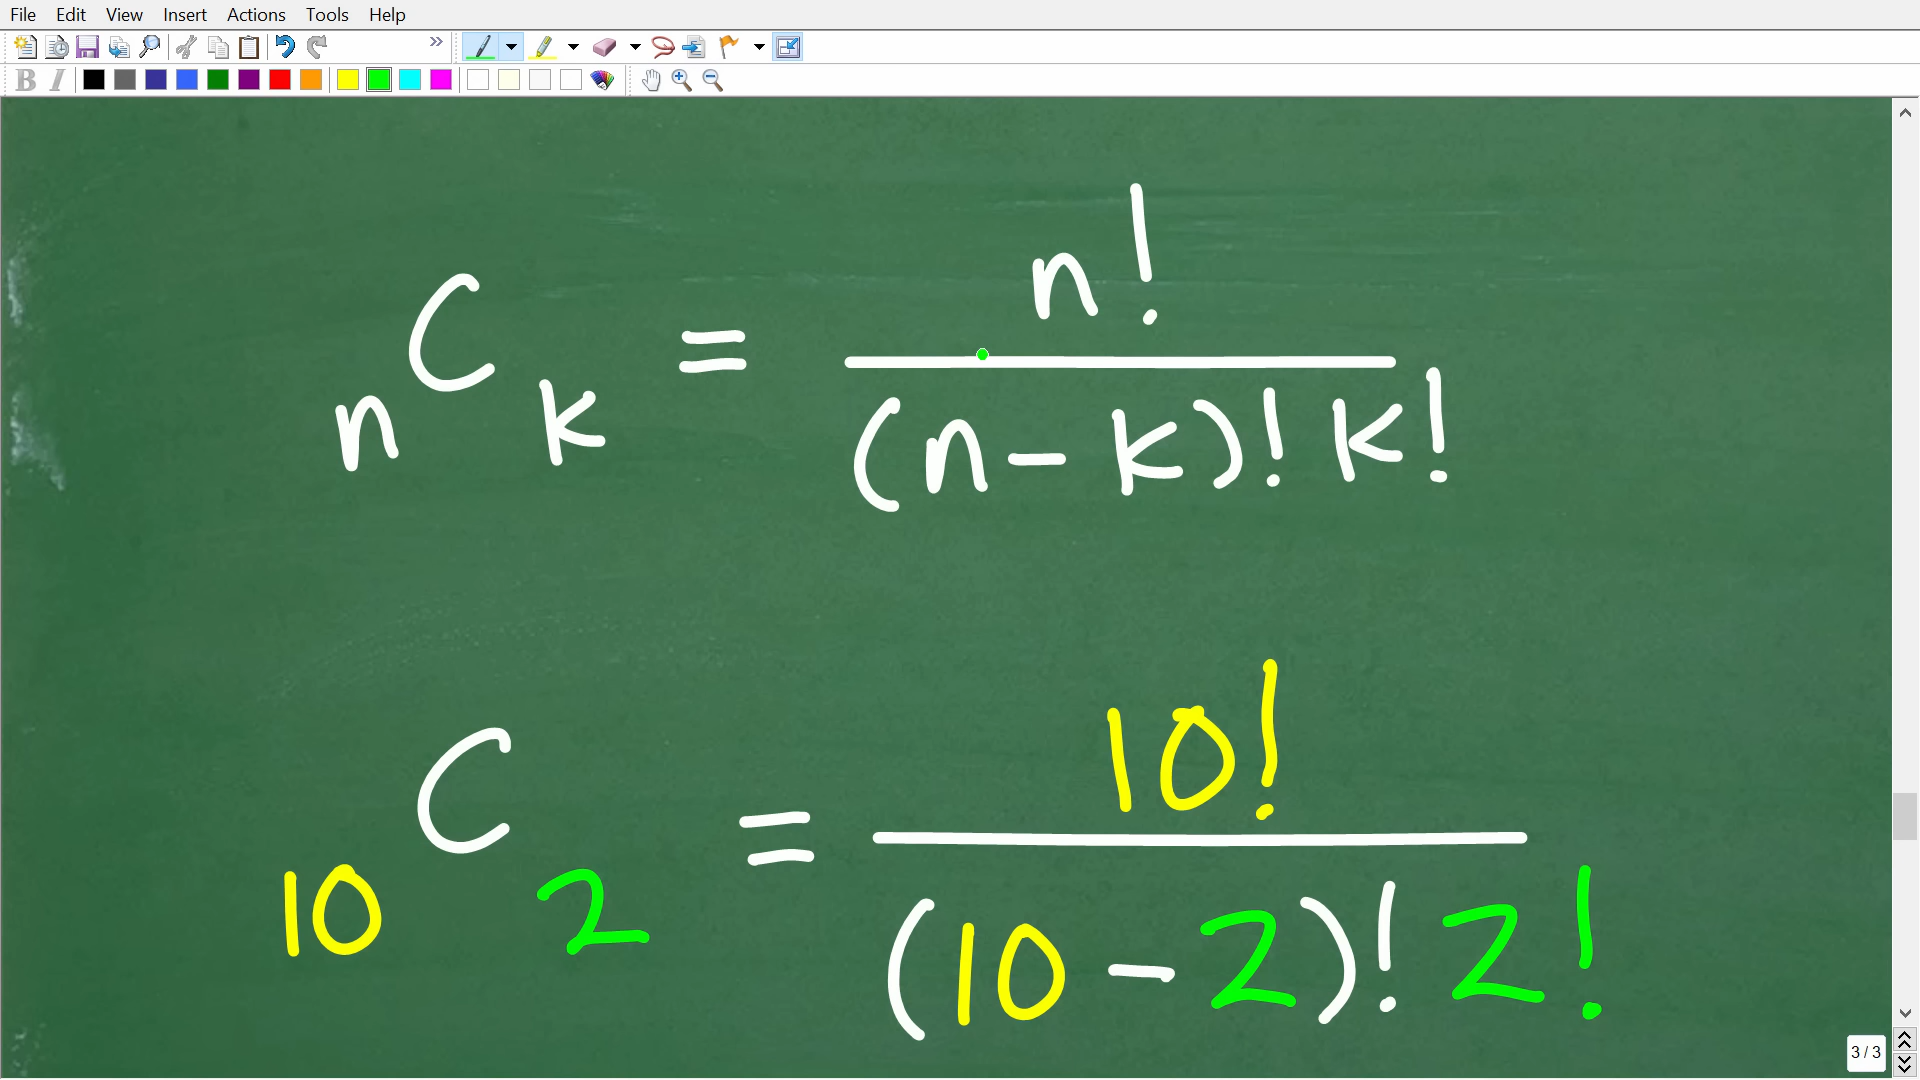 File Edit View Insert Actions Tools Help
B I
nCk = n! / (n-k)! k!
10C2 = 10! / (10-2)! 2!
3 / 3